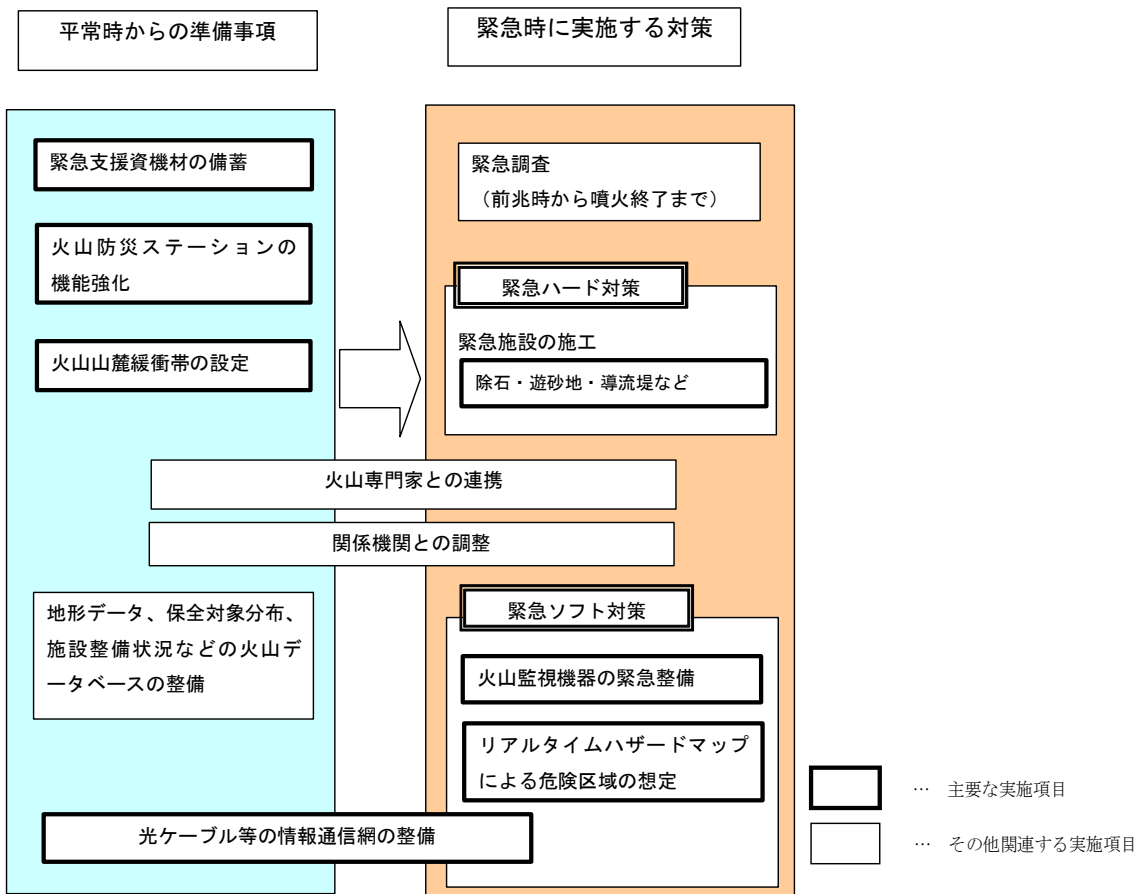 平常時からの準備事項
緊急時に実施する対策
緊急支援資機材の備蓄
火山防災ステーションの
機能強化
火山山麓緩衝帯の設定
緊急調査
（前兆時から噴火終了まで）
緊急ハード対策
緊急施設の施工
除石・遊砂地・導流堤など
火山専門家との連携
関係機関との調整
地形データ、保全対象分布、
施設整備状況などの火山デ
ータベースの整備
緊急ソフト対策
火山監視機器の緊急整備
リアルタイムハザードマップ
による危険区域の想定
光ケーブル等の情報通信網の整備
… 主要な実施項目
… その他関連する実施項目